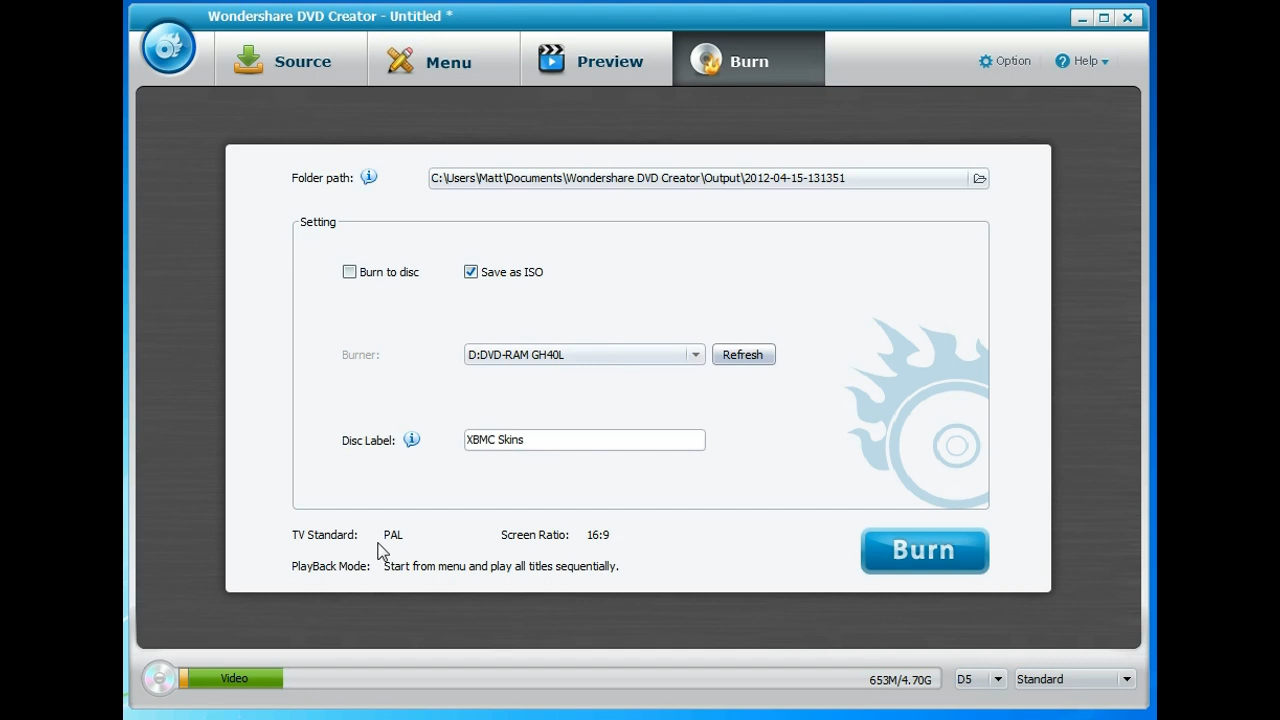 Wondershare DVD Creator - Untitled *
Source
Menu
Preview
Burn
Option
Help
Folder path:
C:\Users\Matt\Documents\Wondershare DVD Creator\Output\2012-04-15-131351
Setting
Burn to disc
Save as ISO
Burner:
D:DVD-RAM GH40L
Refresh
Disc Label:
XBMC Skins
TV Standard: PAL
Screen Ratio: 16:9
PlayBack Mode: Start from menu and play all titles sequentially.
Burn
Video
653M/4.70G
D5
Standard